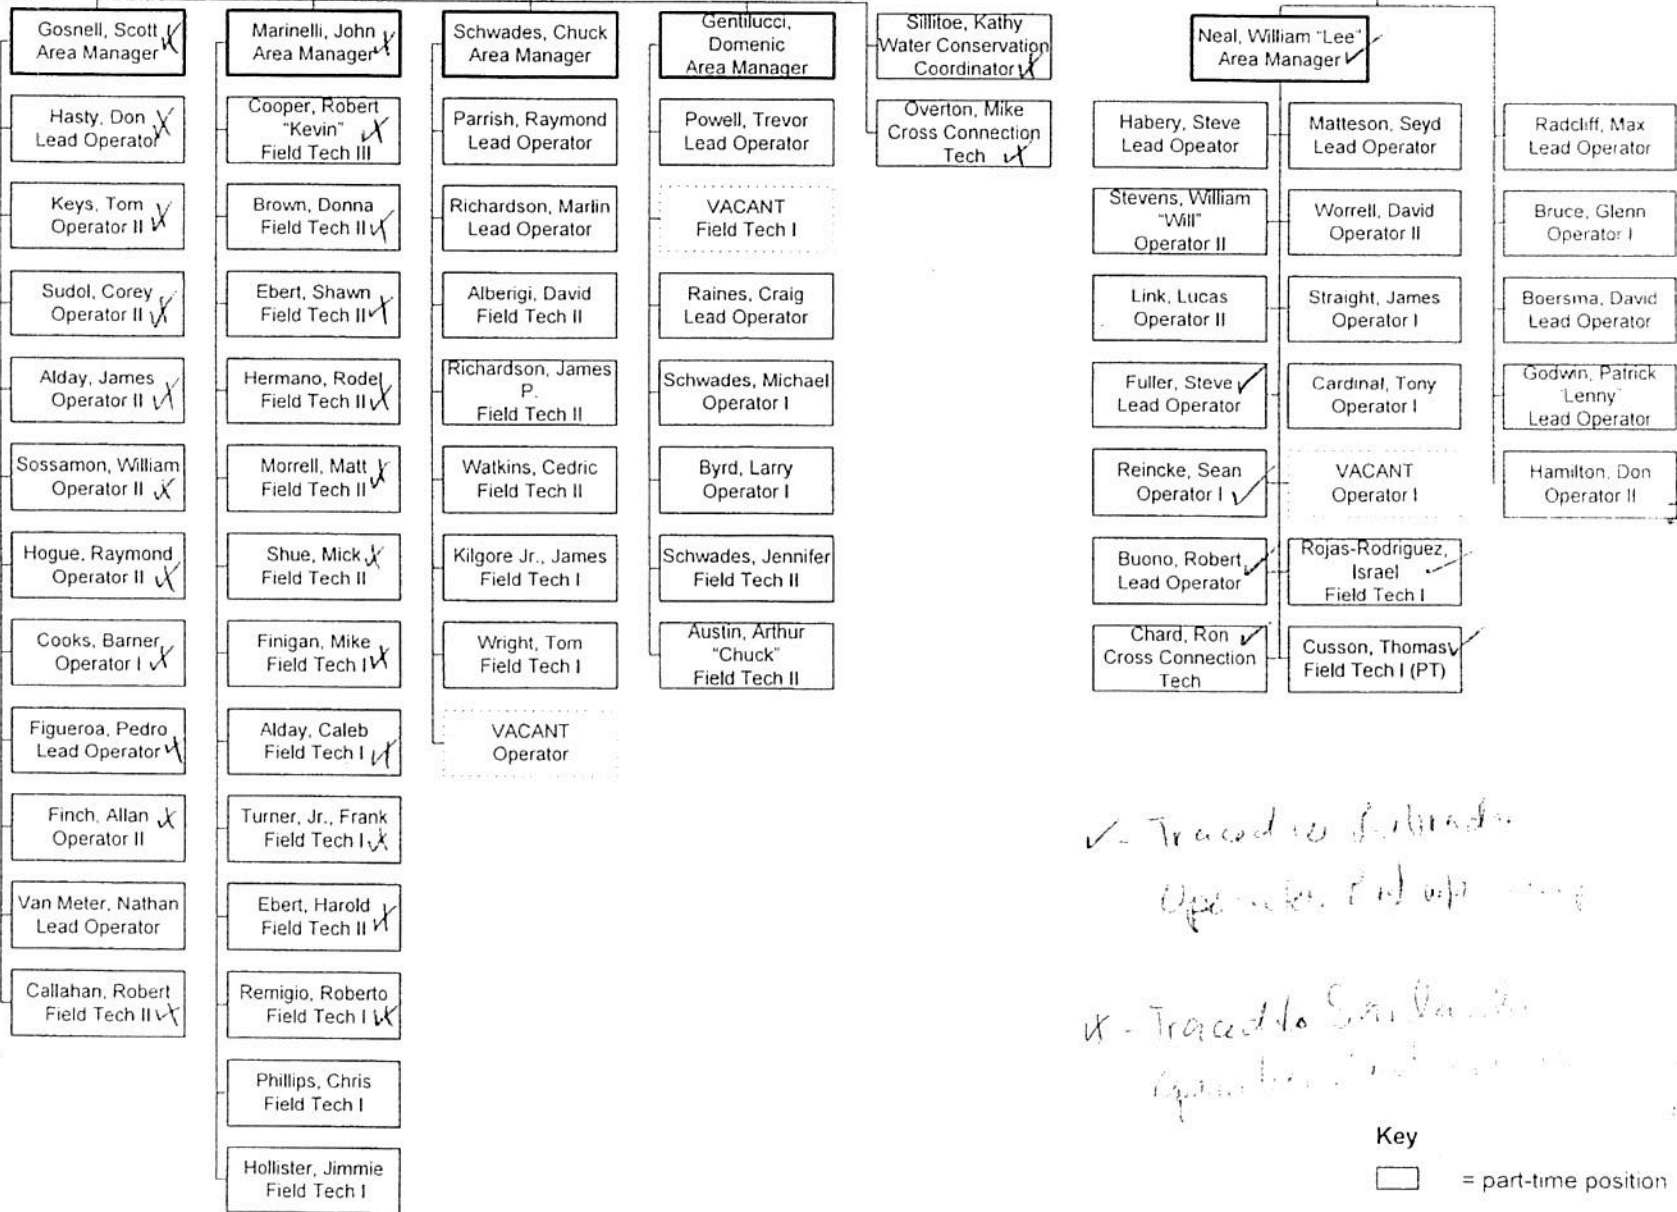 Gosnell, Scott
Area Manager
Hasty, Don
Lead Operator
Keys, Tom
Operator II
Sudol, Corey
Operator II
Alday, James
Operator II
Sossamon, William
Operator II
Hogue, Raymond
Operator II
Cooks, Barner
Operator I
Figueroa, Pedro
Lead Operator
Finch, Allan
Operator II
Van Meter, Nathan
Lead Operator
Callahan, Robert
Field Tech II
Marinelli, John
Area Manager
Cooper, Robert
"Kevin"
Field Tech III
Brown, Donna
Field Tech II
Ebert, Shawn
Field Tech II
Hermano, Rodel
Field Tech II
Morrell, Matt
Field Tech II
Shue, Mick
Field Tech II
Finigan, Mike
Field Tech I
Alday, Caleb
Field Tech I
Turner, Jr., Frank
Field Tech I
Ebert, Harold
Field Tech II
Remigio, Roberto
Field Tech I
Phillips, Chris
Field Tech I
Hollister, Jimmie
Field Tech I
Schwades, Chuck
Area Manager
Parrish, Raymond
Lead Operator
Richardson, Marlin
Lead Operator
Alberigi, David
Field Tech II
Richardson, James
P.
Field Tech II
Watkins, Cedric
Field Tech II
Kilgore Jr., James
Field Tech I
Wright, Tom
Field Tech I
VACANT
Operator
Gentilucci,
Domenic
Area Manager
Powell, Trevor
Lead Operator
VACANT
Field Tech I
Raines, Craig
Lead Operator
Schwades, Michael
Operator I
Byrd, Larry
Operator I
Schwades, Jennifer
Field Tech II
Austin, Arthur
"Chuck"
Field Tech II
Sillitoe, Kathy
Water Conservation
Coordinator
Overton, Mike
Cross Connection
Tech
Neal, William "Lee"
Area Manager
Habery, Steve
Lead Opeator
Stevens, William
"Will"
Operator II
Link, Lucas
Operator II
Fuller, Steve
Lead Operator
Reincke, Sean
Operator I
Buono, Robert
Lead Operator
Chard, Ron
Cross Connection
Tech
Matteson, Seyd
Lead Operator
Worrell, David
Operator II
Straight, James
Operator I
Cardinal, Tony
Operator I
VACANT
Operator I
Rojas-Rodriguez,
Israel
Field Tech I
Cusson, Thomas
Field Tech I (PT)
Radcliff, Max
Lead Operator
Bruce, Glenn
Operator I
Boersma, David
Lead Operator
Godwin, Patrick
"Lenny"
Lead Operator
Hamilton, Don
Operator II
✓ - Traced
- Traced to
Key
= part-time position